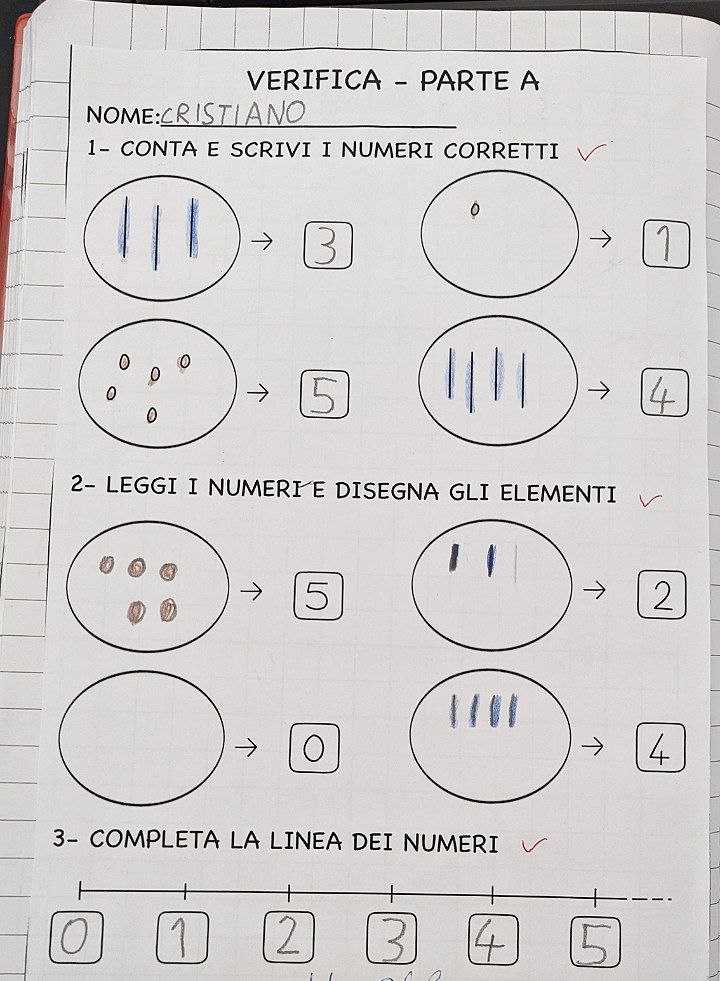 VERIFICA - PARTE A
NOME: CRISTIANO
1- CONTA E SCRIVI I NUMERI CORRETTI
→ 3 → 1
→ 5 → 4
2- LEGGI I NUMERI E DISEGNA GLI ELEMENTI
→ 5 → 2
→ 0 → 4
3- COMPLETA LA LINEA DEI NUMERI
0 1 2 3 4 5